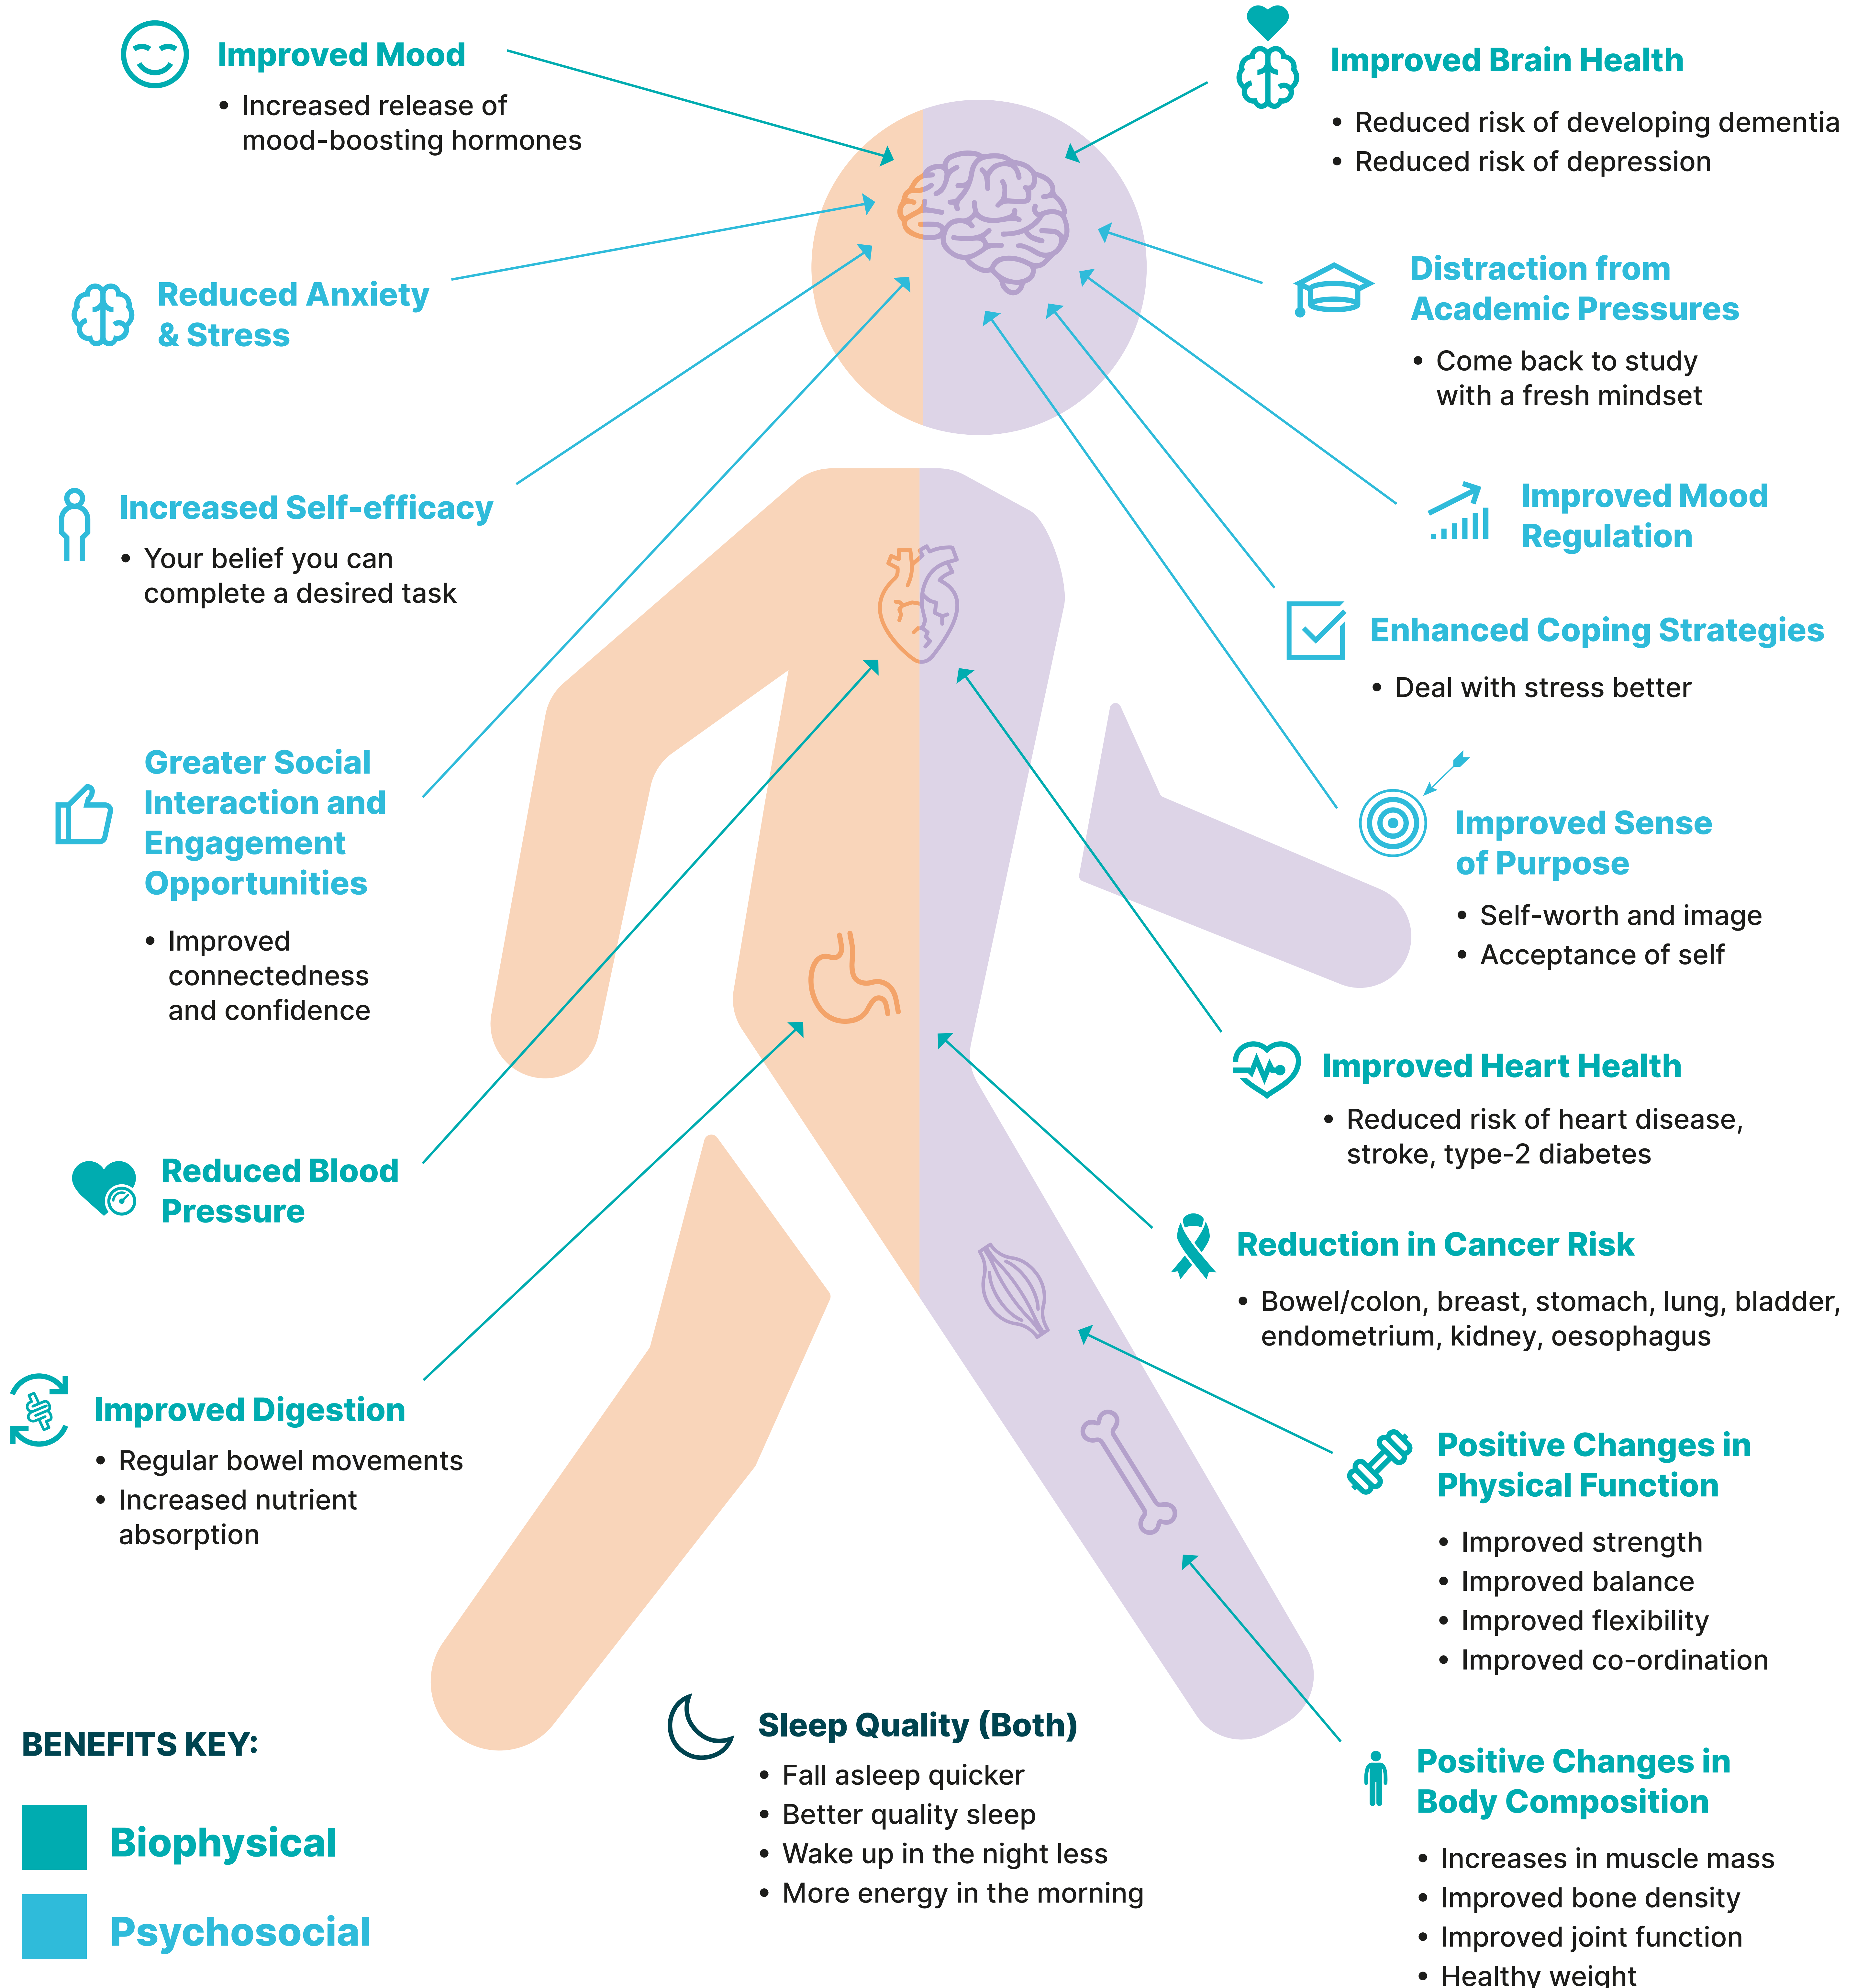 Improved Mood
• Increased release of
mood-boosting hormones
Reduced Anxiety
& Stress
Increased Self-efficacy
• Your belief you can
complete a desired task
Greater Social
Interaction and
Engagement
Opportunities
• Improved
connectedness
and confidence
Reduced Blood
Pressure
Improved Digestion
• Regular bowel movements
• Increased nutrient
absorption
Improved Brain Health
• Reduced risk of developing dementia
• Reduced risk of depression
Distraction from
Academic Pressures
• Come back to study
with a fresh mindset
Improved Mood
Regulation
Enhanced Coping Strategies
• Deal with stress better
Improved Sense
of Purpose
• Self-worth and image
• Acceptance of self
Improved Heart Health
• Reduced risk of heart disease,
stroke, type-2 diabetes
Reduction in Cancer Risk
• Bowel/colon, breast, stomach, lung, bladder,
endometrium, kidney, oesophagus
Positive Changes in
Physical Function
• Improved strength
• Improved balance
• Improved flexibility
• Improved co-ordination
Positive Changes in
Body Composition
• Increases in muscle mass
• Improved bone density
• Improved joint function
• Healthy weight
Sleep Quality (Both)
• Fall asleep quicker
• Better quality sleep
• Wake up in the night less
• More energy in the morning
BENEFITS KEY:
Biophysical
Psychosocial